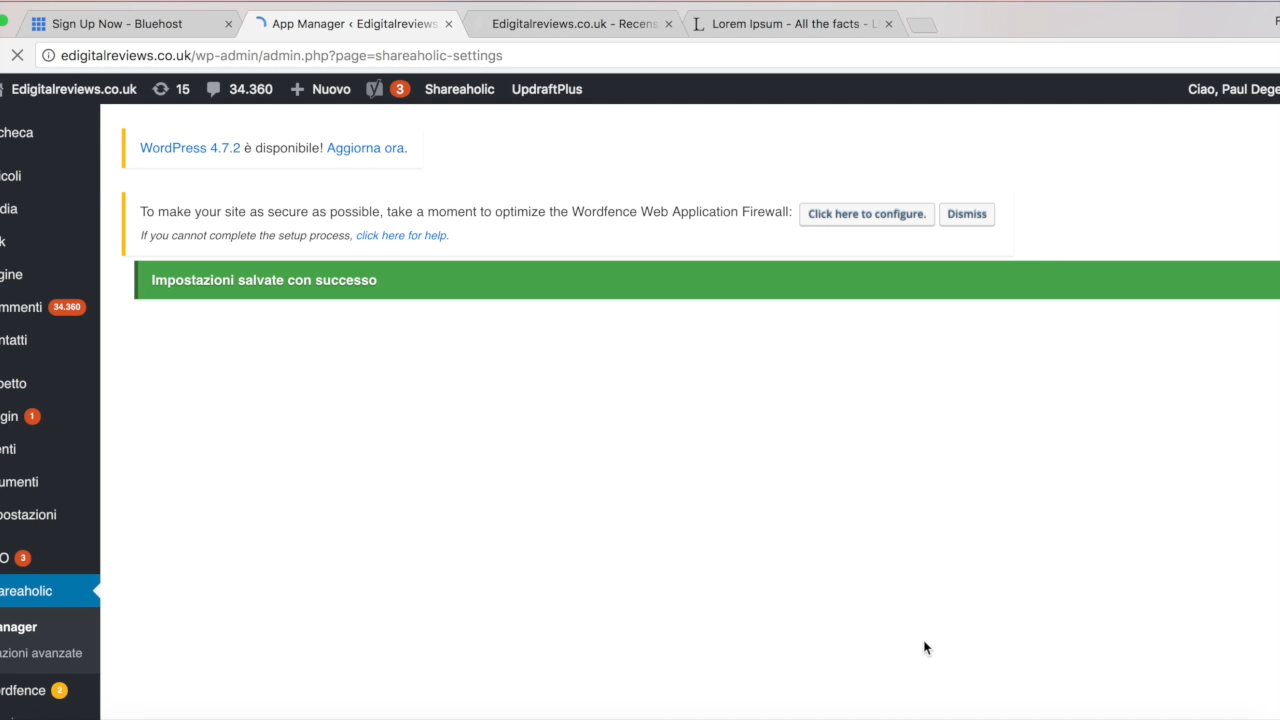 Sign Up Now - Bluehost
App Manager ‹ Edigitalreviews.
Edigitalreviews.co.uk - Recens
Lorem Ipsum - All the facts - L
edigitalreviews.co.uk/wp-admin/admin.php?page=shareaholic-settings
Edigitalreviews.co.uk 15 34.360 Nuovo 3 Shareaholic UpdraftPlus Ciao, Paul Dege
checa
WordPress 4.7.2 è disponibile! Aggiorna ora.
icoli
dia
To make your site as secure as possible, take a moment to optimize the Wordfence Web Application Firewall: Click here to configure. Dismiss
If you cannot complete the setup process, click here for help.
k
gine
Impostazioni salvate con successo
mmenti 34.360
ntatti
petto
gin 1
enti
umenti
postazioni
O 3
areaholic
anager
azioni avanzate
rdfence 2